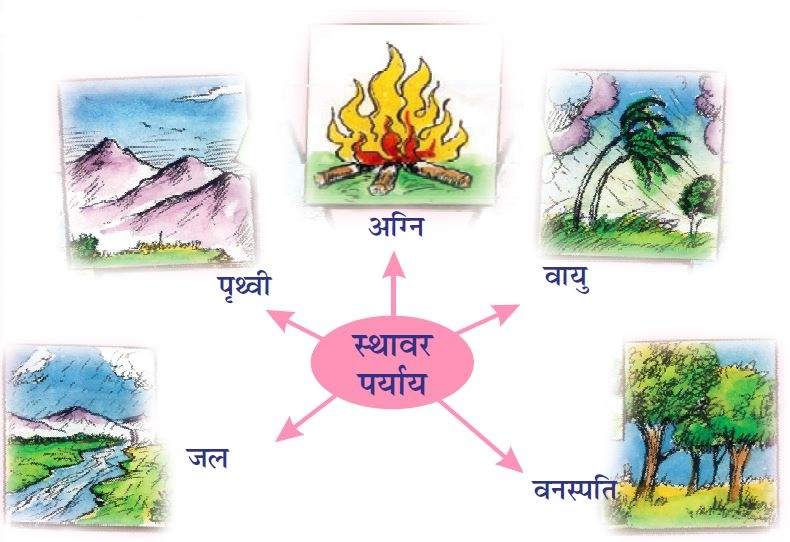 अग्नि
पृथ्वी
वायु
स्थावर
पर्याय
जल
वनस्पति